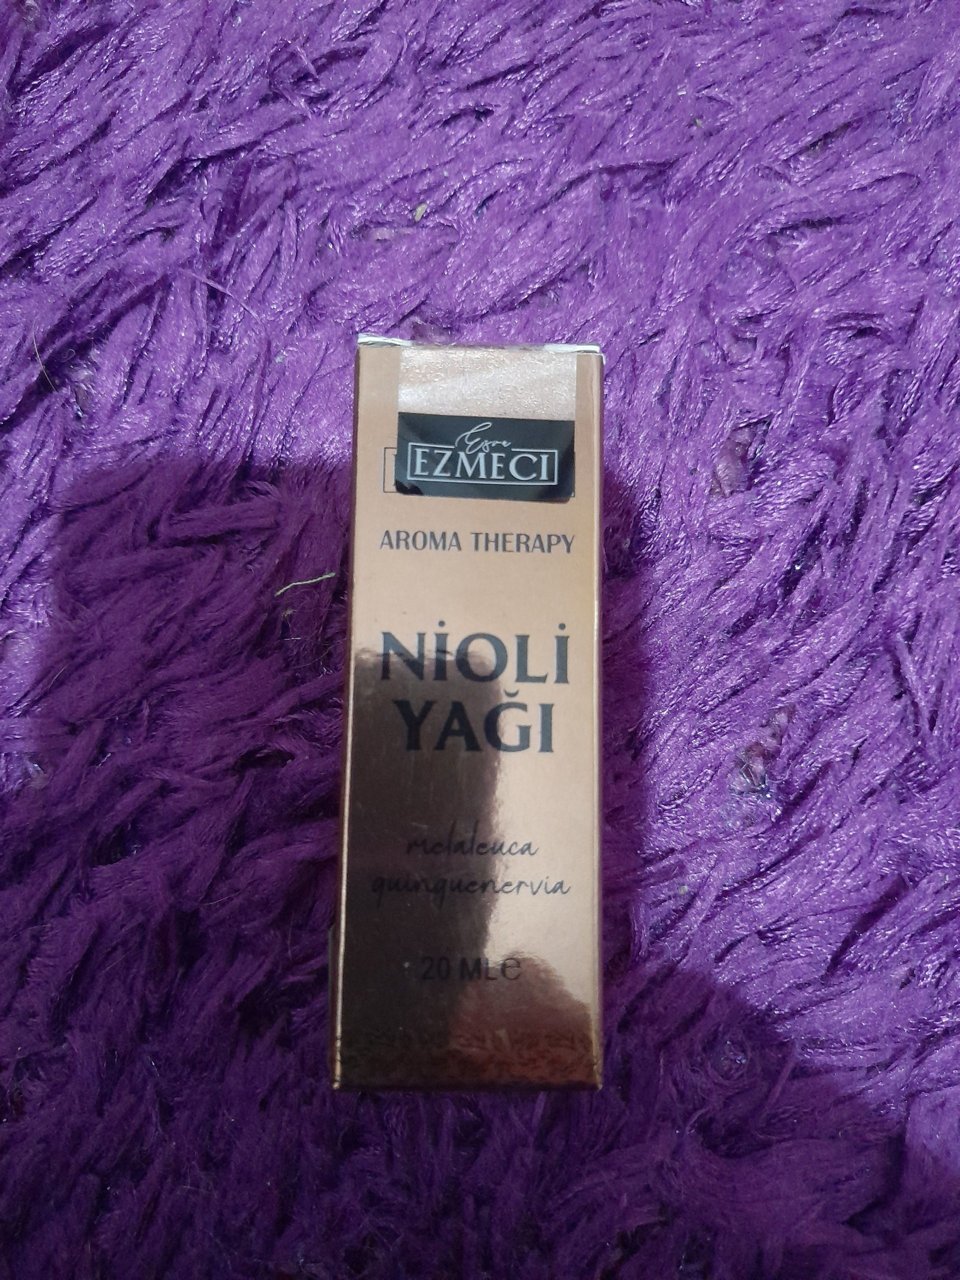 Esra
EZMECI
AROMA THERAPY
NİOLİ
YAĞI
melaleuca
quinquenervia
20 ML℮